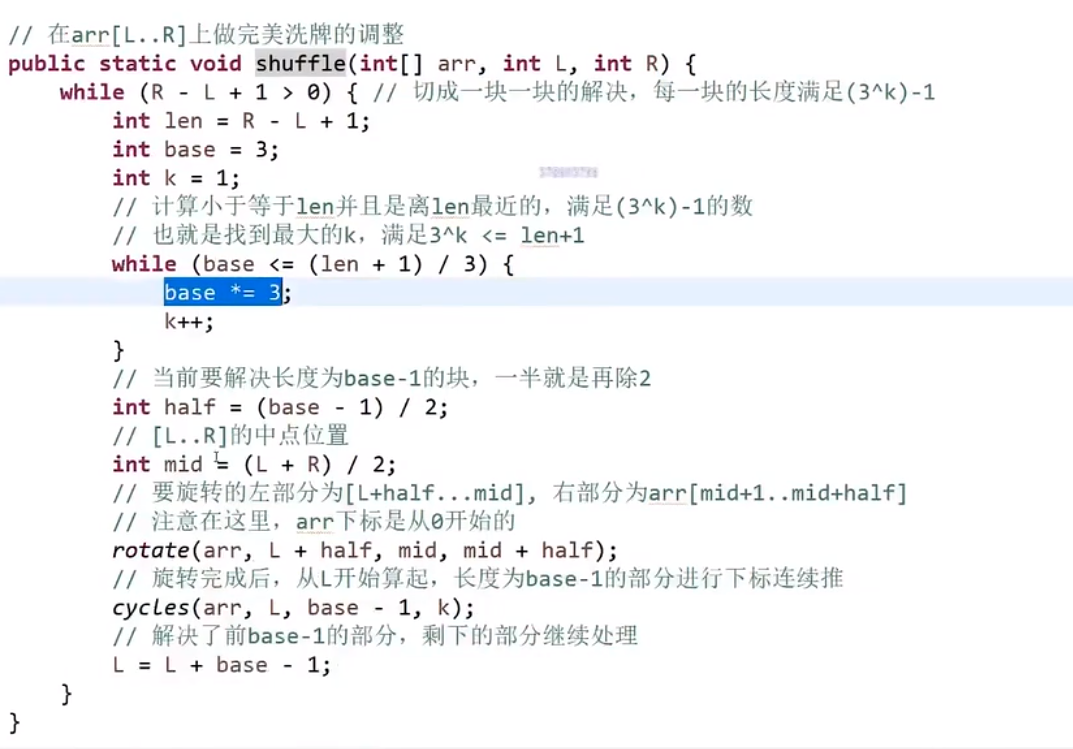 // 在arr[L..R]上做完美洗牌的调整
public static void shuffle(int[] arr, int L, int R) {
    while (R - L + 1 > 0) { // 切成一块一块的解决，每一块的长度满足(3^k)-1
        int len = R - L + 1;
        int base = 3;
        int k = 1;
        // 计算小于等于len并且是离len最近的，满足(3^k)-1的数
        // 也就是找到最大的k，满足3^k <= len+1
        while (base <= (len + 1) / 3) {
            base *= 3;
            k++;
        }
        // 当前要解决长度为base-1的块，一半就是再除2
        int half = (base - 1) / 2;
        // [L..R]的中点位置
        int mid = (L + R) / 2;
        // 要旋转的左部分为[L+half...mid], 右部分为arr[mid+1..mid+half]
        // 注意在这里，arr下标是从0开始的
        rotate(arr, L + half, mid, mid + half);
        // 旋转完成后，从L开始算起，长度为base-1的部分进行下标连续推
        cycles(arr, L, base - 1, k);
        // 解决了前base-1的部分，剩下的部分继续处理
        L = L + base - 1;
    }
}